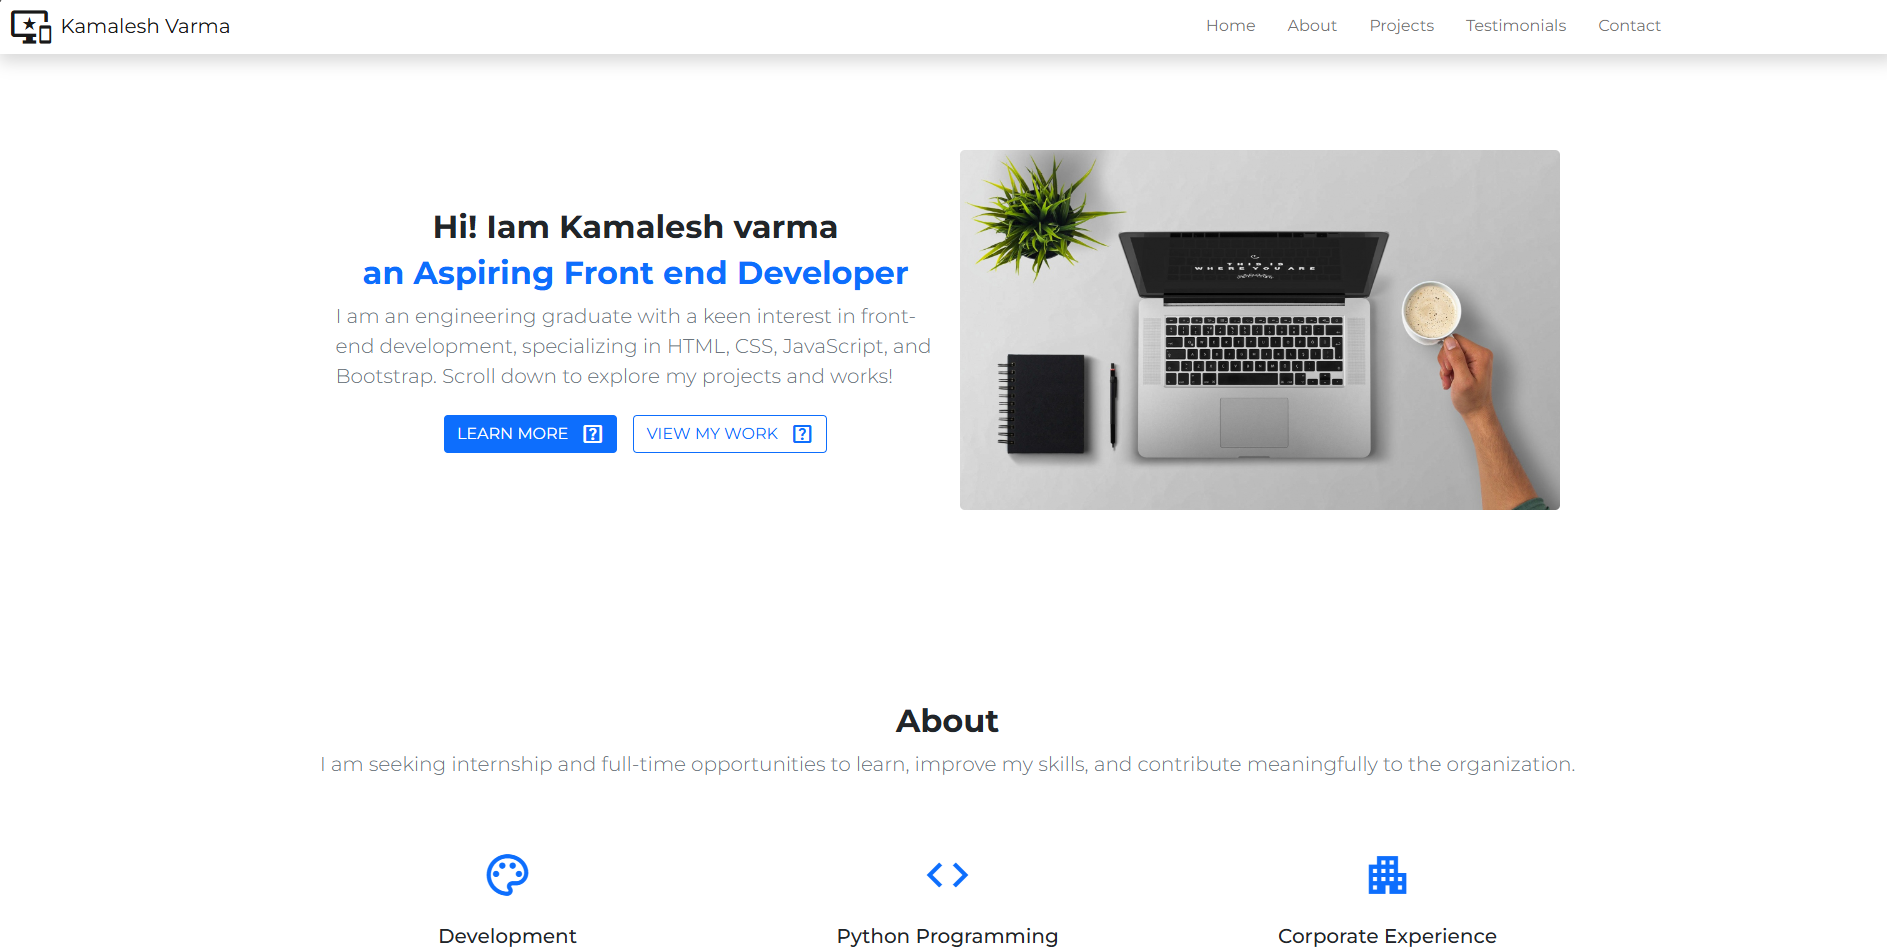 Kamalesh Varma
Home
About
Projects
Testimonials
Contact
Hi! Iam Kamalesh varma
an Aspiring Front end Developer
I am an engineering graduate with a keen interest in front-
end development, specializing in HTML, CSS, JavaScript, and
Bootstrap. Scroll down to explore my projects and works!
LEARN MORE
VIEW MY WORK
THIS IS
WHERE YOU ARE
About
I am seeking internship and full-time opportunities to learn, improve my skills, and contribute meaningfully to the organization.
Development
Python Programming
Corporate Experience